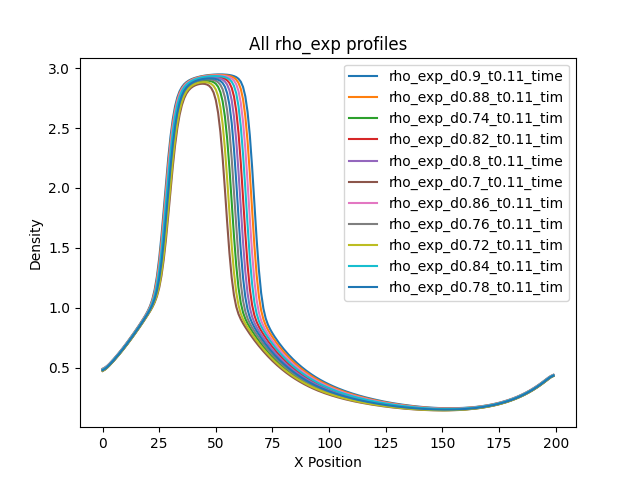 All rho_exp profiles
3.0
2.5
2.0
1.5
1.0
0.5
Density
rho_exp_d0.9_t0.11_time
rho_exp_d0.88_t0.11_tim
rho_exp_d0.74_t0.11_tim
rho_exp_d0.82_t0.11_tim
rho_exp_d0.8_t0.11_time
rho_exp_d0.7_t0.11_time
rho_exp_d0.86_t0.11_tim
rho_exp_d0.76_t0.11_tim
rho_exp_d0.72_t0.11_tim
rho_exp_d0.84_t0.11_tim
rho_exp_d0.78_t0.11_tim
0 25 50 75 100 125 150 175 200
X Position